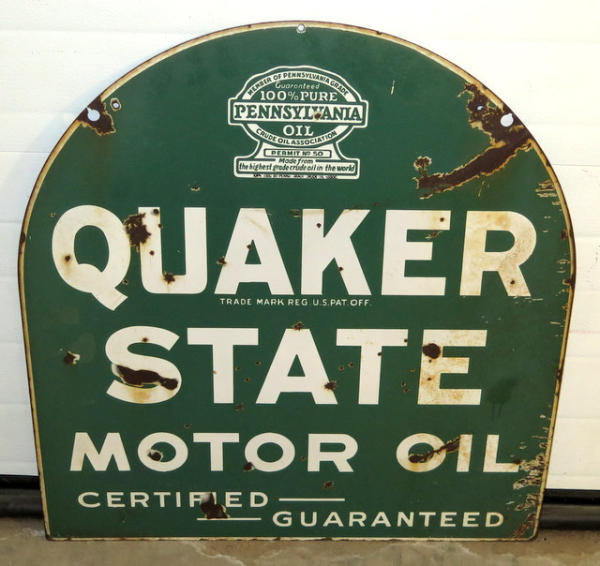 MEMBER OF PENNSYLVANIA GRADE
Guaranteed
100% PURE
PENNSYLVANIA
OIL
CRUDE OIL ASSOCIATION
PERMIT No 50
Made from
the highest grade crude oil in the world
QUAKER
TRADE MARK REG. U.S. PAT. OFF.
STATE
MOTOR OIL
CERTIFIED
GUARANTEED